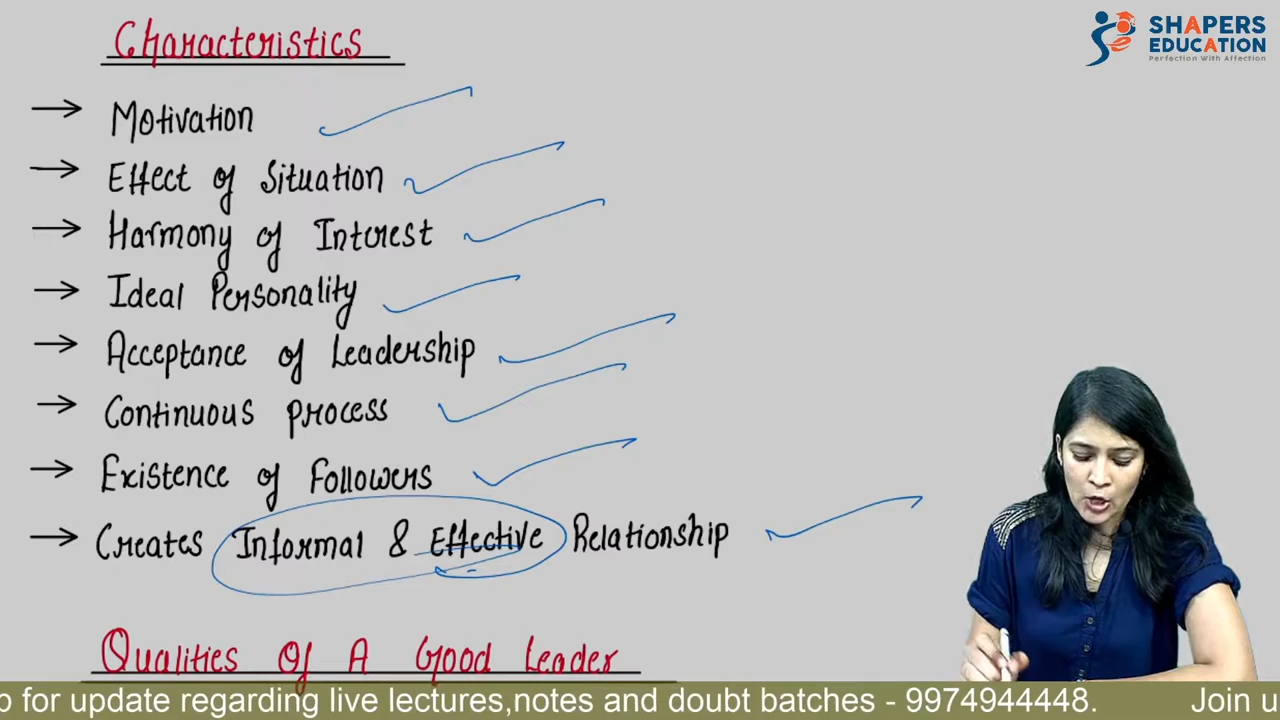 Characteristics
SHAPERS
EDUCATION
Perfection With Affection
→ Motivation
→ Effect of Situation
→ Harmony of Interest
→ Ideal Personality
→ Acceptance of Leadership
→ Continuous process
→ Existence of Followers
→ Creates Informal & Effective Relationship
Qualities Of A Good Leader
p for update regarding live lectures,notes and doubt batches - 9974944448. Join u